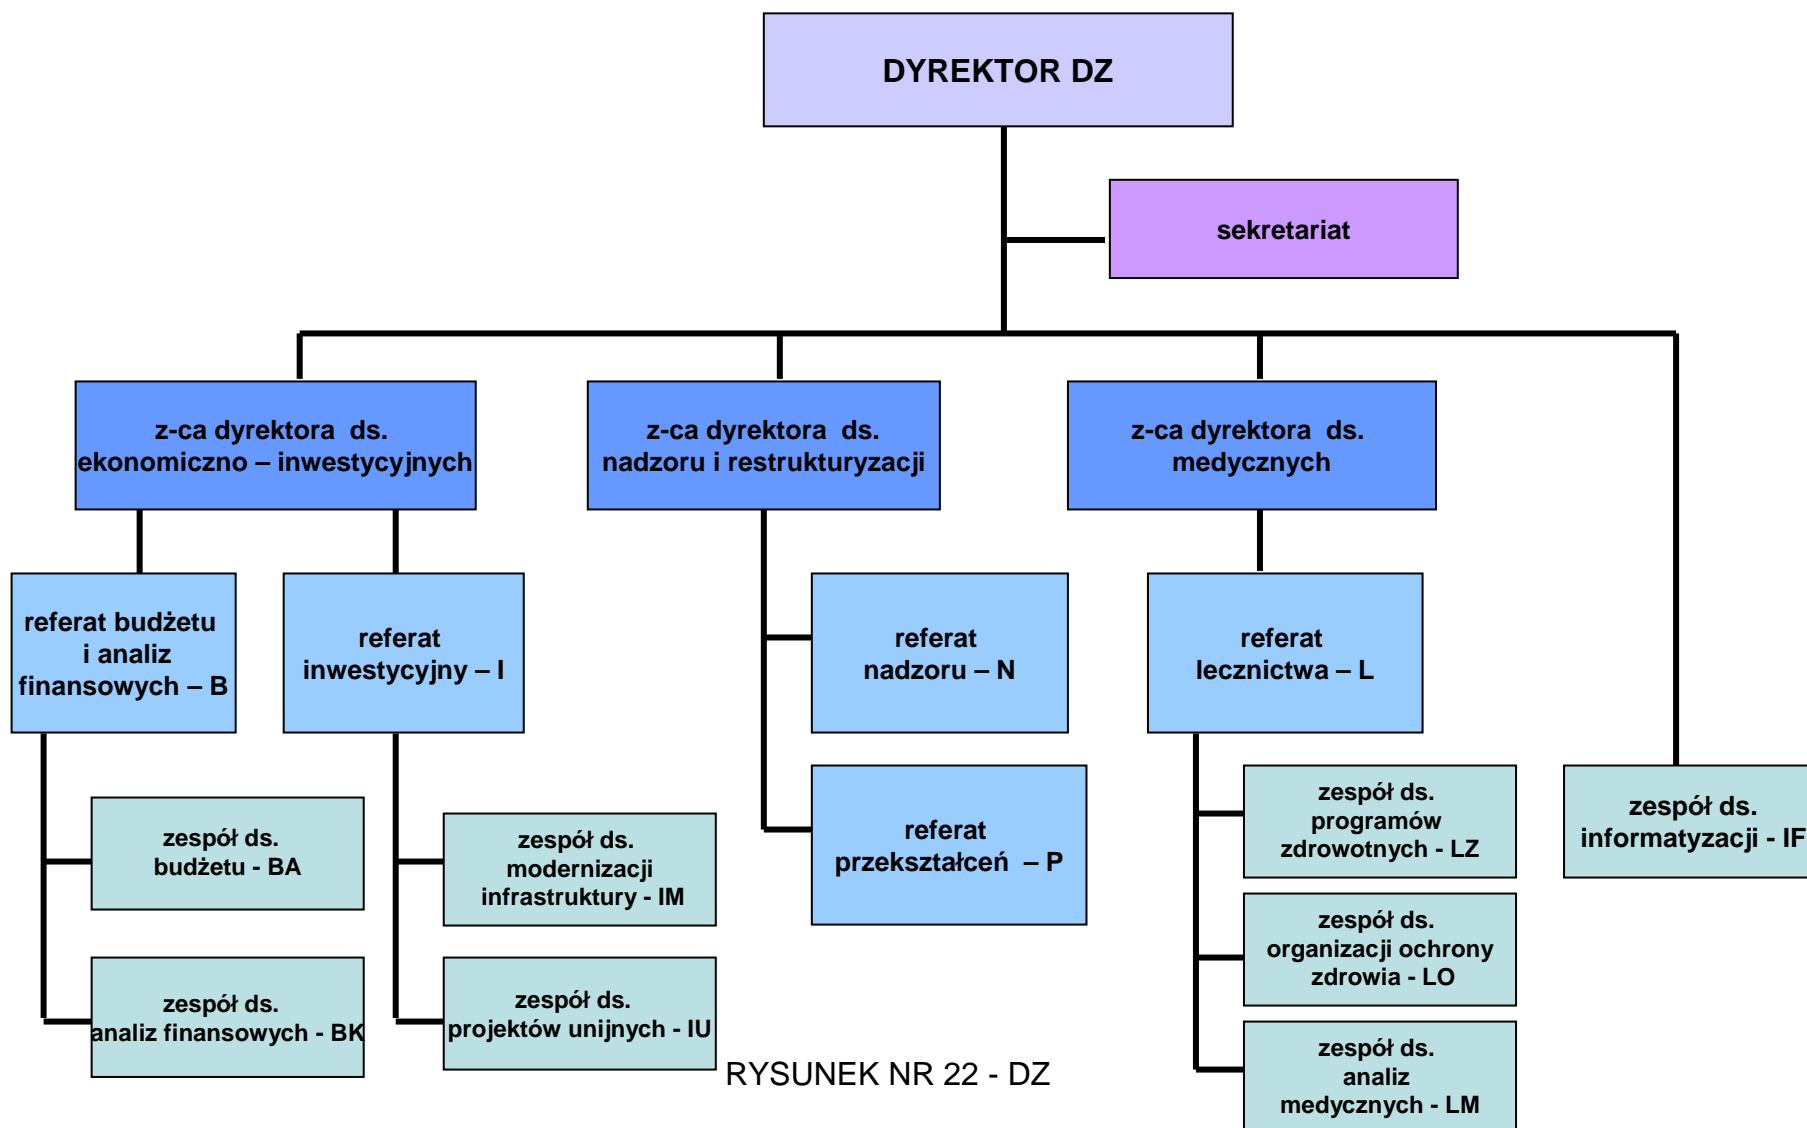 DYREKTOR DZ
sekretariat
z-ca dyrektora ds.
ekonomiczno – inwestycyjnych
z-ca dyrektora ds.
nadzoru i restrukturyzacji
z-ca dyrektora ds.
medycznych
referat budżetu
i analiz
finansowych – B
referat
inwestycyjny – I
referat
nadzoru – N
referat
lecznictwa – L
referat
przekształceń – P
zespół ds.
budżetu - BA
zespół ds.
modernizacji
infrastruktury - IM
zespół ds.
programów
zdrowotnych - LZ
zespół ds.
informatyzacji - IF
zespół ds.
organizacji ochrony
zdrowia - LO
zespół ds.
analiz finansowych - BK
zespół ds.
projektów unijnych - IU
zespół ds.
analiz
medycznych - LM
RYSUNEK NR 22 - DZ